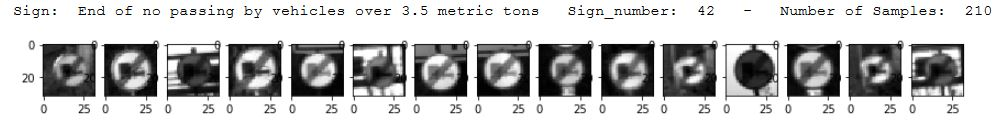 Sign:  End of no passing by vehicles over 3.5 metric tons   Sign_number:  42   -   Number of Samples:  210
0
20
0 25 0 25 0 25 0 25 0 25 0 25 0 25 0 25 0 25 0 25 0 25 0 25 0 25 0 25 0 25